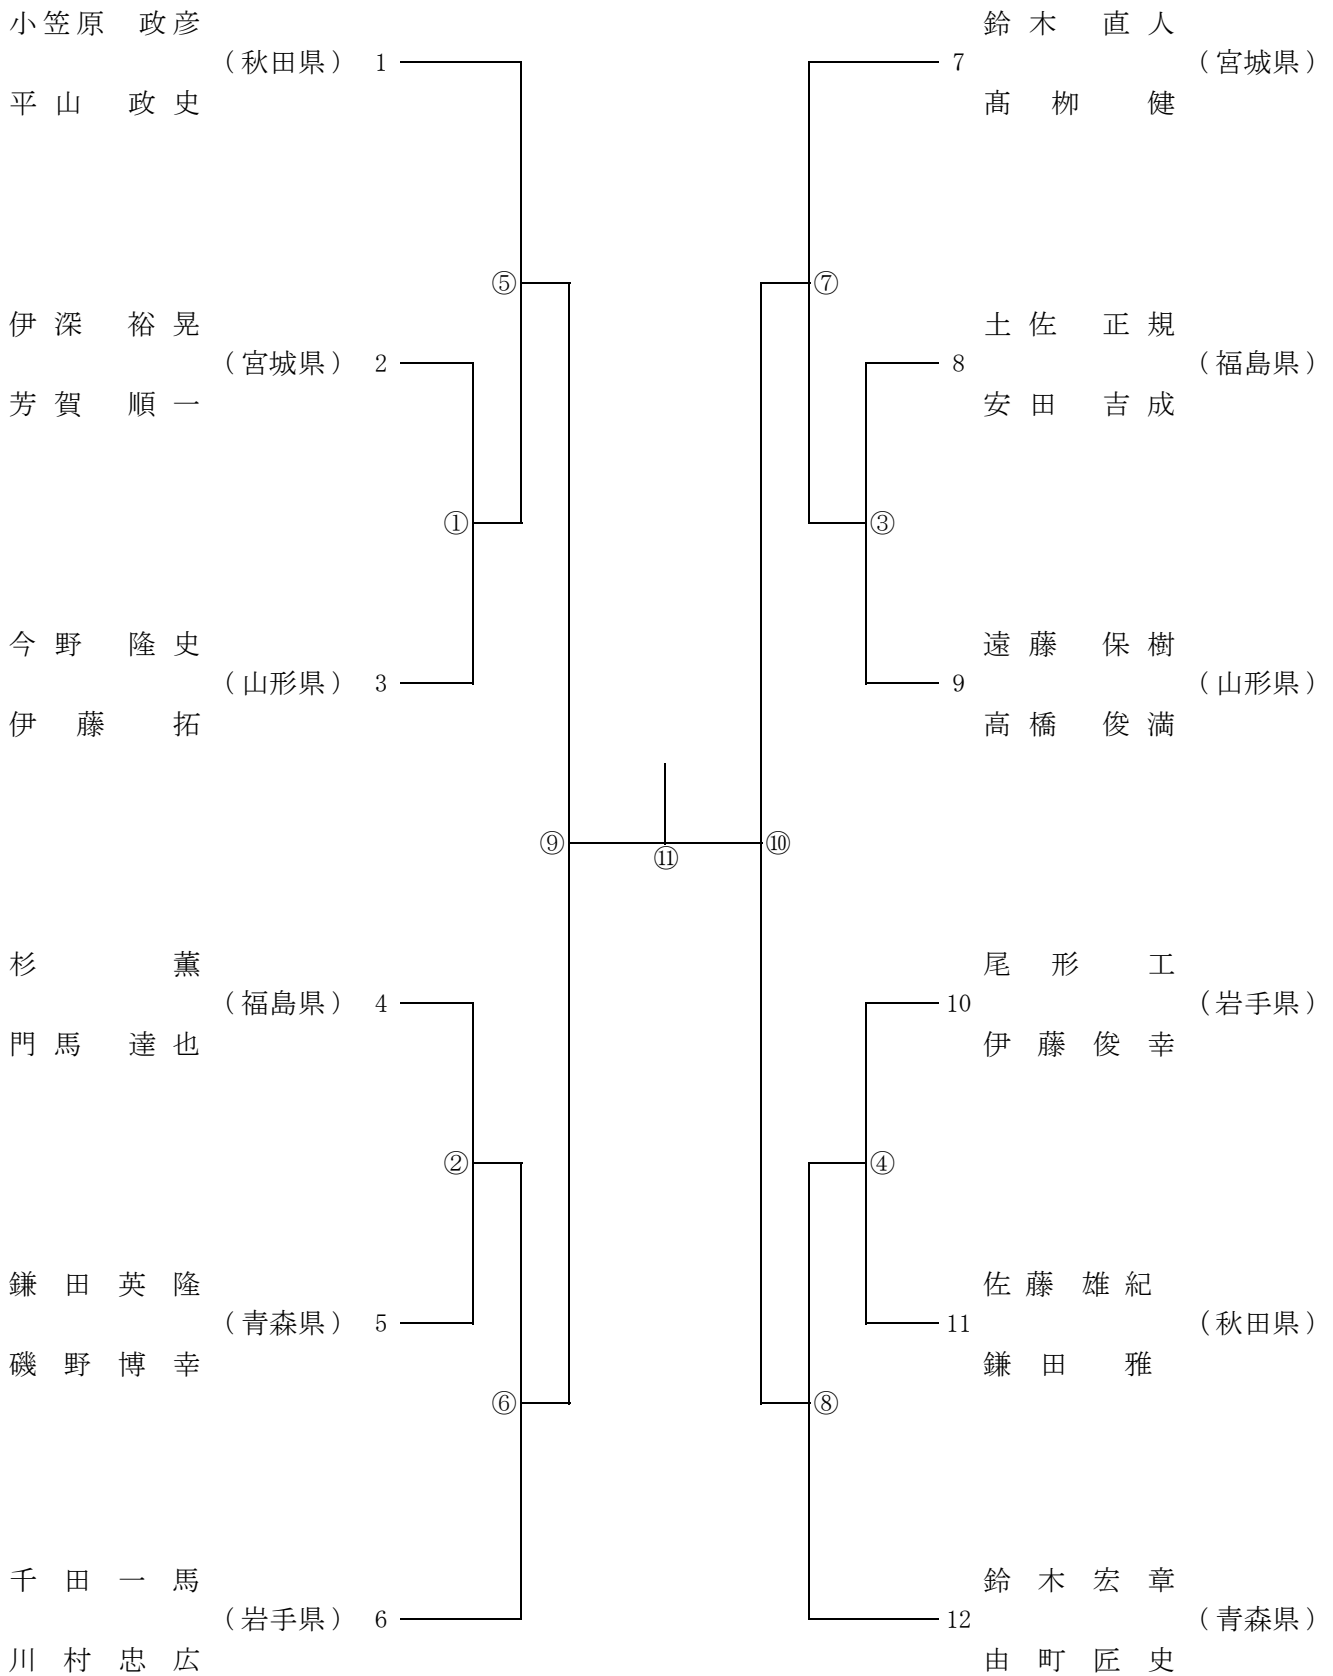 小笠原 政彦
(秋田県) 1
平山 政史
⑤
伊深 裕晃
(宮城県) 2
芳賀 順一
①
今野 隆史
(山形県) 3
伊藤 拓
⑨
杉 薫
(福島県) 4
門馬 達也
②
鎌田英隆
(青森県) 5
磯野博幸
⑥
千田一馬
(岩手県) 6
川村忠広
⑪
鈴木 直人
7 (宮城県)
髙栁 健
⑦
土佐 正規
8 (福島県)
安田 吉成
③
遠藤 保樹
9 (山形県)
高橋 俊満
⑩
尾形 工
10 (岩手県)
伊藤俊幸
④
佐藤 雄紀
11 (秋田県)
鎌田 雅
⑧
鈴木宏章
12 (青森県)
由町匠史